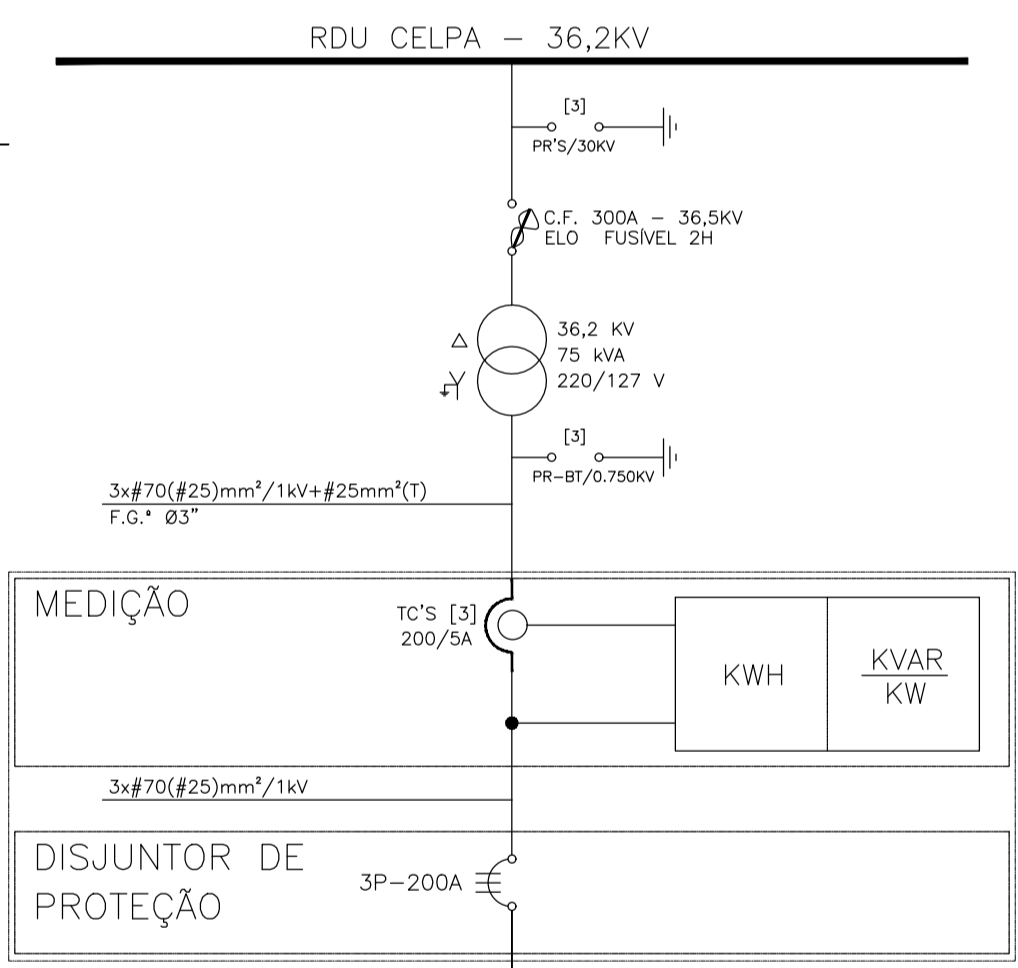 RDU CELPA – 36,2KV
[3]
PR'S/30KV
C.F. 300A – 36,5KV
ELO FUSÍVEL 2H
36,2 KV
75 kVA
220/127 V
[3]
PR–BT/0.750KV
3x#70(#25)mm²/1kV+#25mm²(T)
F.G.° Ø3"
MEDIÇÃO
TC'S [3]
200/5A
KWH
KVAR
KW
3x#70(#25)mm²/1kV
DISJUNTOR DE
PROTEÇÃO
3P–200A